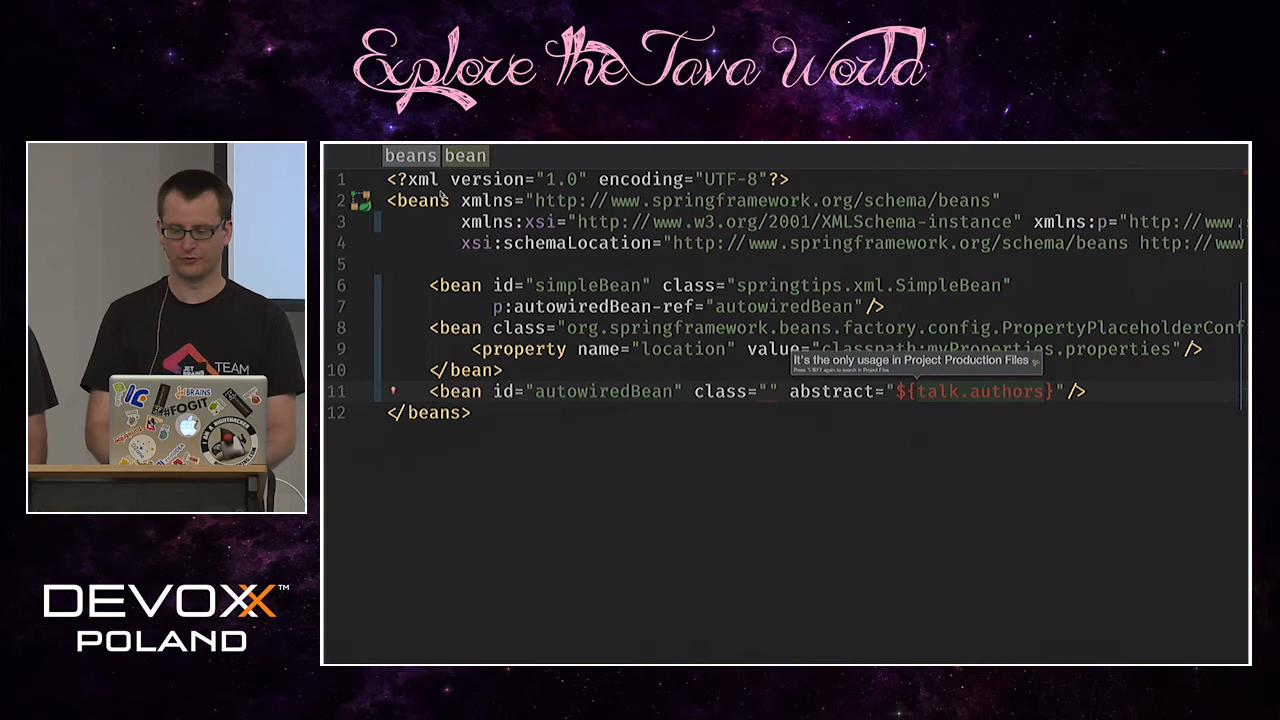 Explore the Java World
beans bean
1 <?xml version="1.0" encoding="UTF-8"?>
2 <beans xmlns="http://www.springframework.org/schema/beans"
3 xmlns:xsi="http://www.w3.org/2001/XMLSchema-instance" xmlns:p="http://www.
4 xsi:schemaLocation="http://www.springframework.org/schema/beans http://www
5
6 <bean id="simpleBean" class="springtips.xml.SimpleBean"
7 p:autowiredBean-ref="autowiredBean"/>
8 <bean class="org.springframework.beans.factory.config.PropertyPlaceholderConf
9 <property name="location" value="classpath:myProperties.properties"/>
It's the only usage in Project Production Files
10 </bean>
11 <bean id="autowiredBean" class="" abstract="${talk.authors}"/>
12 </beans>
JET
BRAINS
TEAM
JETBRAINS
#FOGIT
I AM A NIGHTHACKER
DEVOXX™
POLAND